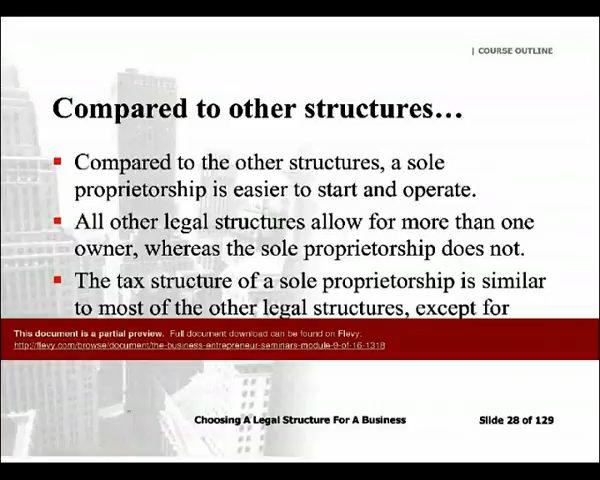 | COURSE OUTLINE
Compared to other structures…
▪ Compared to the other structures, a sole
proprietorship is easier to start and operate.
▪ All other legal structures allow for more than one
owner, whereas the sole proprietorship does not.
▪ The tax structure of a sole proprietorship is similar
to most of the other legal structures, except for
This document is a partial preview. Full document download can be found on Flevy:
http://flevy.com/browse/document/the-business-entrepreneur-seminars-module-9-of-16-1318
Choosing A Legal Structure For A Business
Slide 28 of 129